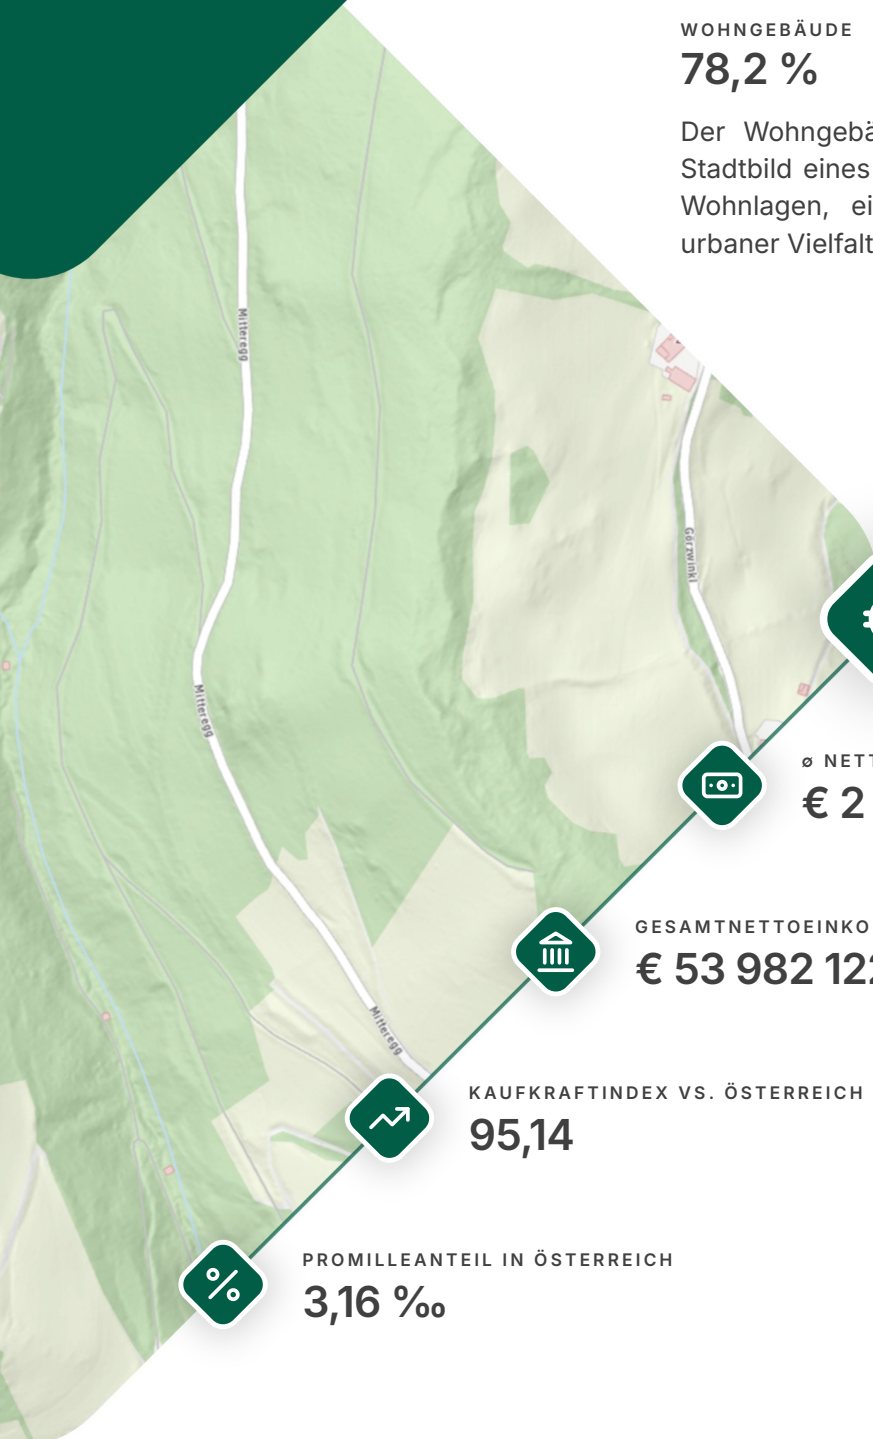 WOHNGEBÄUDE
78,2 %
Der Wohngebä
Stadtbild eines
Wohnlagen, ei
urbaner Vielfalt
Mitteregg
Görzwinkl
Mitteregg
ø NETT
€ 2
GESAMTNETTOEINKO
€ 53 982 122
Mitteregg
KAUFKRAFTINDEX VS. ÖSTERREICH
95,14
PROMILLEANTEIL IN ÖSTERREICH
3,16 ‰